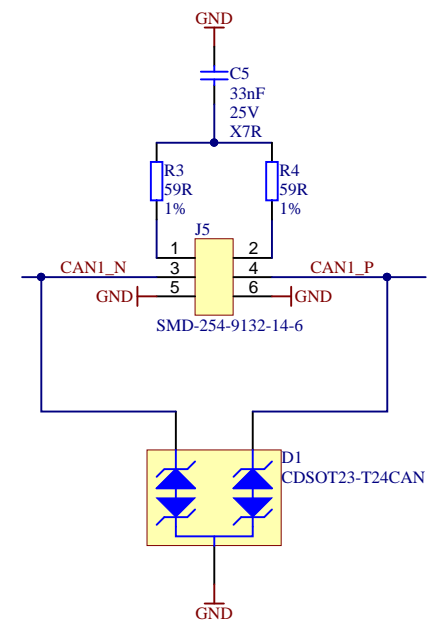 GND
C5
33nF
25V
X7R
R3
59R
1%
R4
59R
1%
J5
1 2
CAN1_N 3 4 CAN1_P
GND 5 6 GND
SMD-254-9132-14-6
D1
CDSOT23-T24CAN
GND